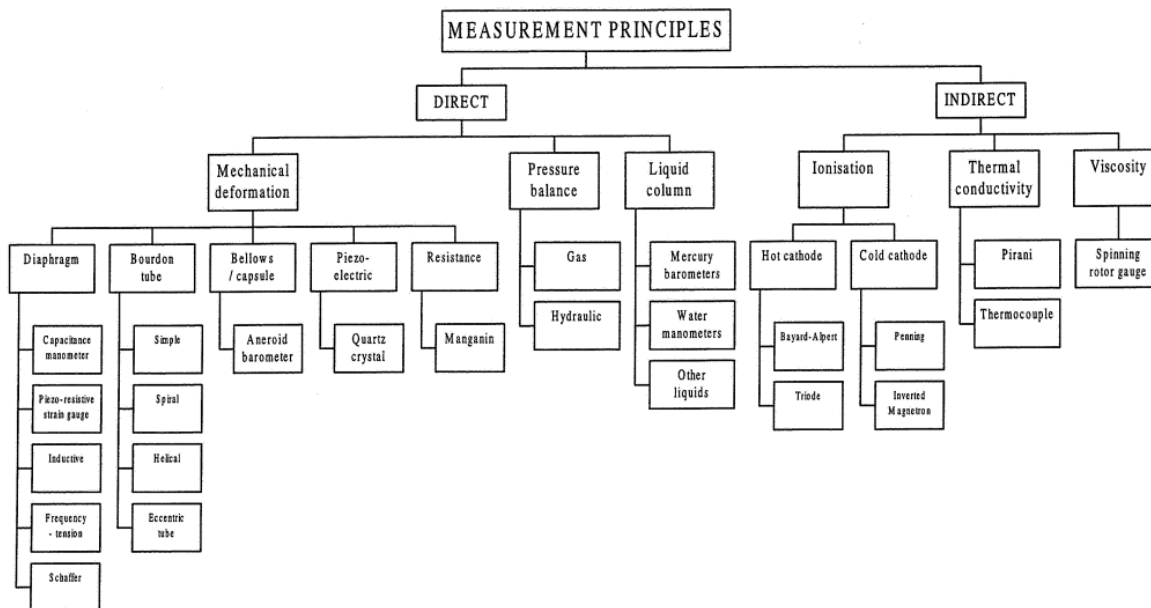 MEASUREMENT PRINCIPLES
DIRECT
INDIRECT
Mechanical
deformation
Pressure
balance
Liquid
column
Ionisation
Thermal
conductivity
Viscosity
Diaphragm
Bourdon
tube
Bellows
/ capsule
Piezo-
electric
Resistance
Gas
Mercury
barometers
Hot cathode
Cold cathode
Pirani
Spinning
rotor gauge
Capacitance
manometer
Simple
Aneroid
barometer
Quartz
crystal
Manganin
Hydraulic
Water
manometers
Bayard-Alpert
Penning
Thermocouple
Piezo-resistive
strain gauge
Spiral
Other
liquids
Triode
Inverted
Magnetron
Inductive
Helical
Frequency
- tension
Eccentric
tube
Schaffer